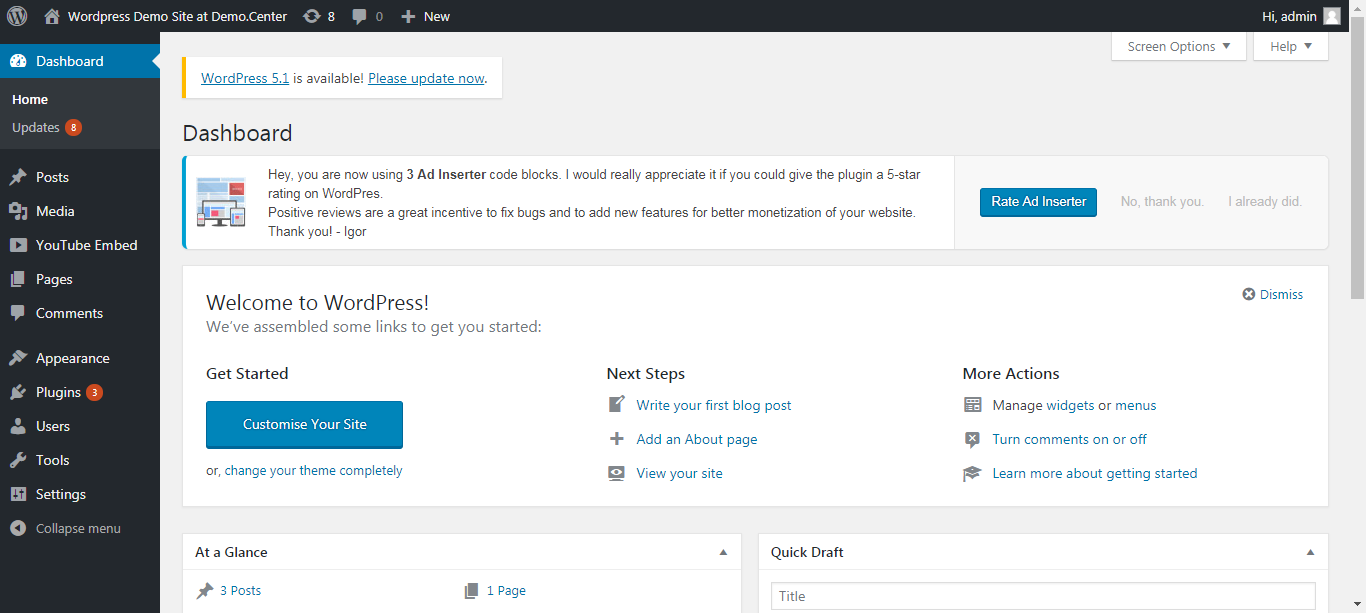 Wordpress Demo Site at Demo.Center 8 0 New Hi, admin
Dashboard
Home
Updates 8
Posts
Media
YouTube Embed
Pages
Comments
Appearance
Plugins 3
Users
Tools
Settings
Collapse menu
Screen Options Help
WordPress 5.1 is available! Please update now.
Dashboard
Hey, you are now using 3 Ad Inserter code blocks. I would really appreciate it if you could give the plugin a 5-star
rating on WordPres.
Positive reviews are a great incentive to fix bugs and to add new features for better monetization of your website.
Thank you! - Igor
Rate Ad Inserter No, thank you. I already did.
Welcome to WordPress!
We've assembled some links to get you started:
Dismiss
Get Started
Customise Your Site
or, change your theme completely
Next Steps
Write your first blog post
Add an About page
View your site
More Actions
Manage widgets or menus
Turn comments on or off
Learn more about getting started
At a Glance
3 Posts 1 Page
Quick Draft
Title